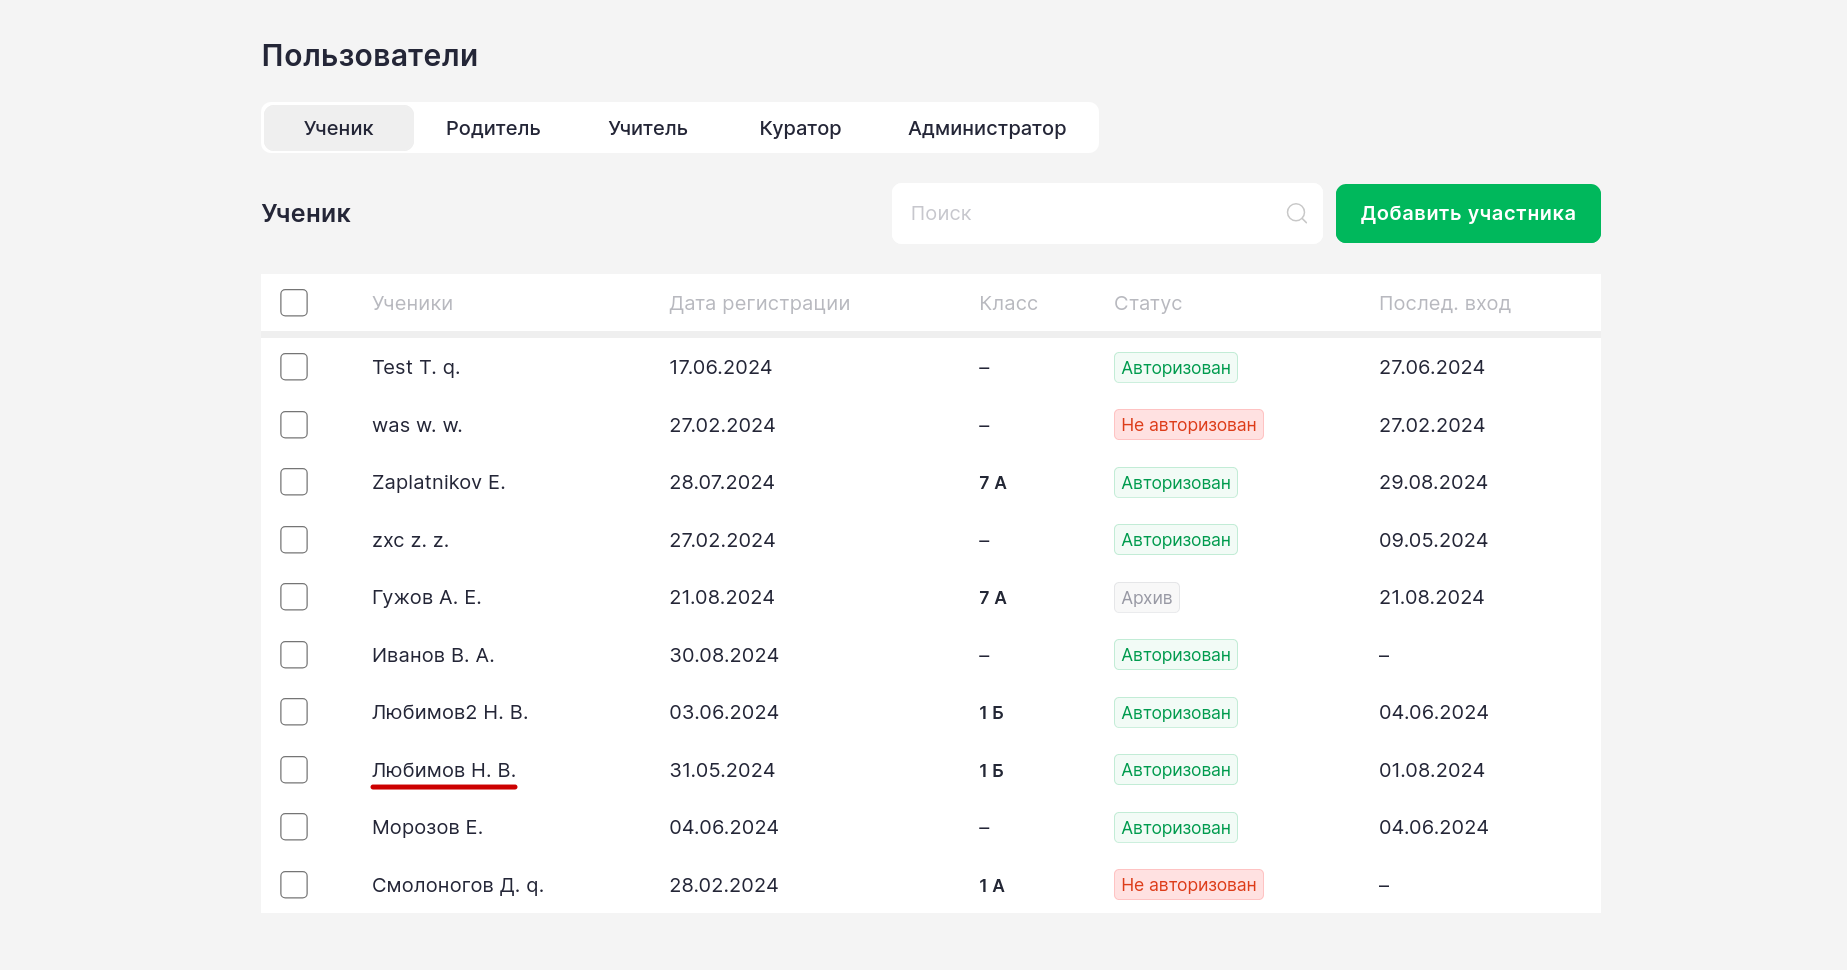 Пользователи
Ученик Родитель Учитель Куратор Администратор
Ученик Поиск Добавить участника
Ученики Дата регистрации Класс Статус Послед. вход
Test T. q. 17.06.2024 – Авторизован 27.06.2024
was w. w. 27.02.2024 – Не авторизован 27.02.2024
Zaplatnikov E. 28.07.2024 7 А Авторизован 29.08.2024
zxc z. z. 27.02.2024 – Авторизован 09.05.2024
Гужов А. Е. 21.08.2024 7 А Архив 21.08.2024
Иванов В. А. 30.08.2024 – Авторизован –
Любимов2 Н. В. 03.06.2024 1 Б Авторизован 04.06.2024
Любимов Н. В. 31.05.2024 1 Б Авторизован 01.08.2024
Морозов Е. 04.06.2024 – Авторизован 04.06.2024
Смолоногов Д. q. 28.02.2024 1 А Не авторизован –